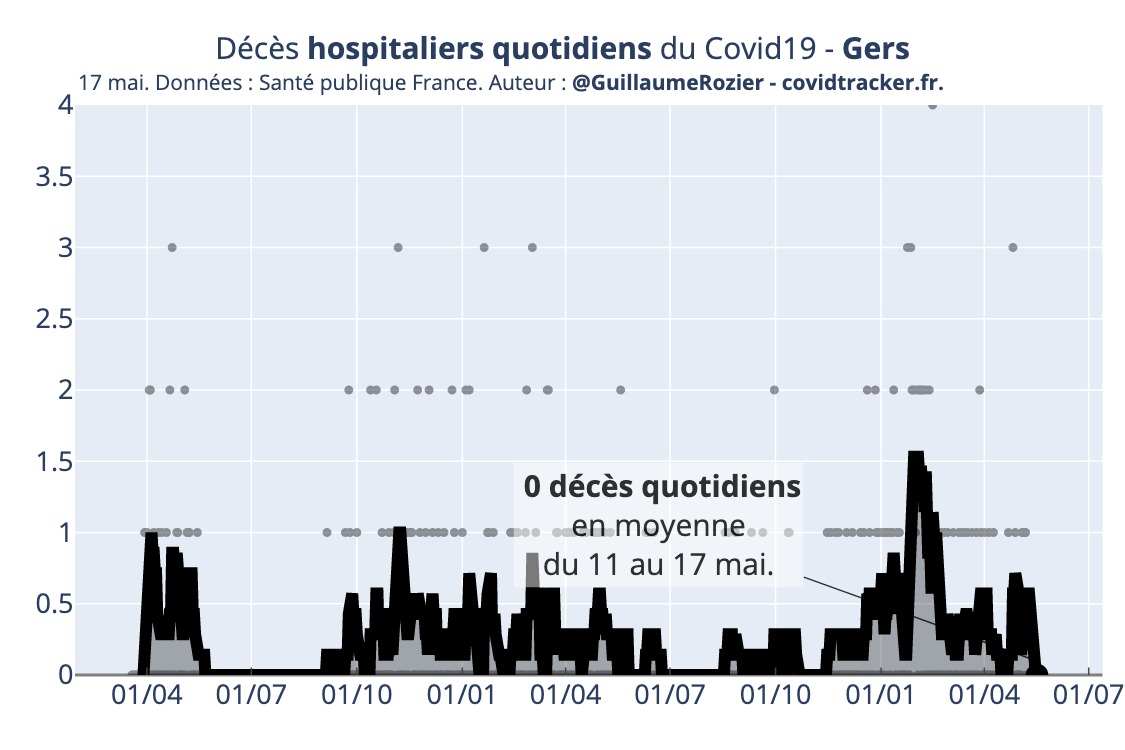 Décès hospitaliers quotidiens du Covid19 - Gers
17 mai. Données : Santé publique France. Auteur : @GuillaumeRozier - covidtracker.fr.
4
3.5
3
2.5
2
1.5
1
0.5
0
0 décès quotidiens
en moyenne
du 11 au 17 mai.
01/04 01/07 01/10 01/01 01/04 01/07 01/10 01/01 01/04 01/07